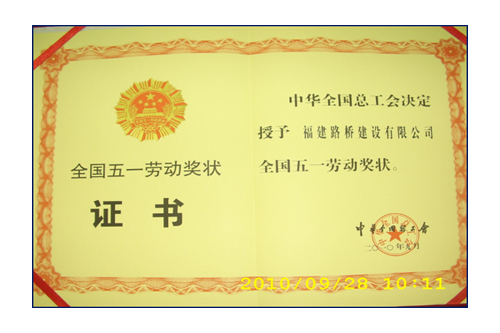 全国五一劳动奖状
证书
中华全国总工会决定
授予 福建路桥建设有限公司
全国五一劳动奖状。
中华全国总工会
2010/09/28 10:11